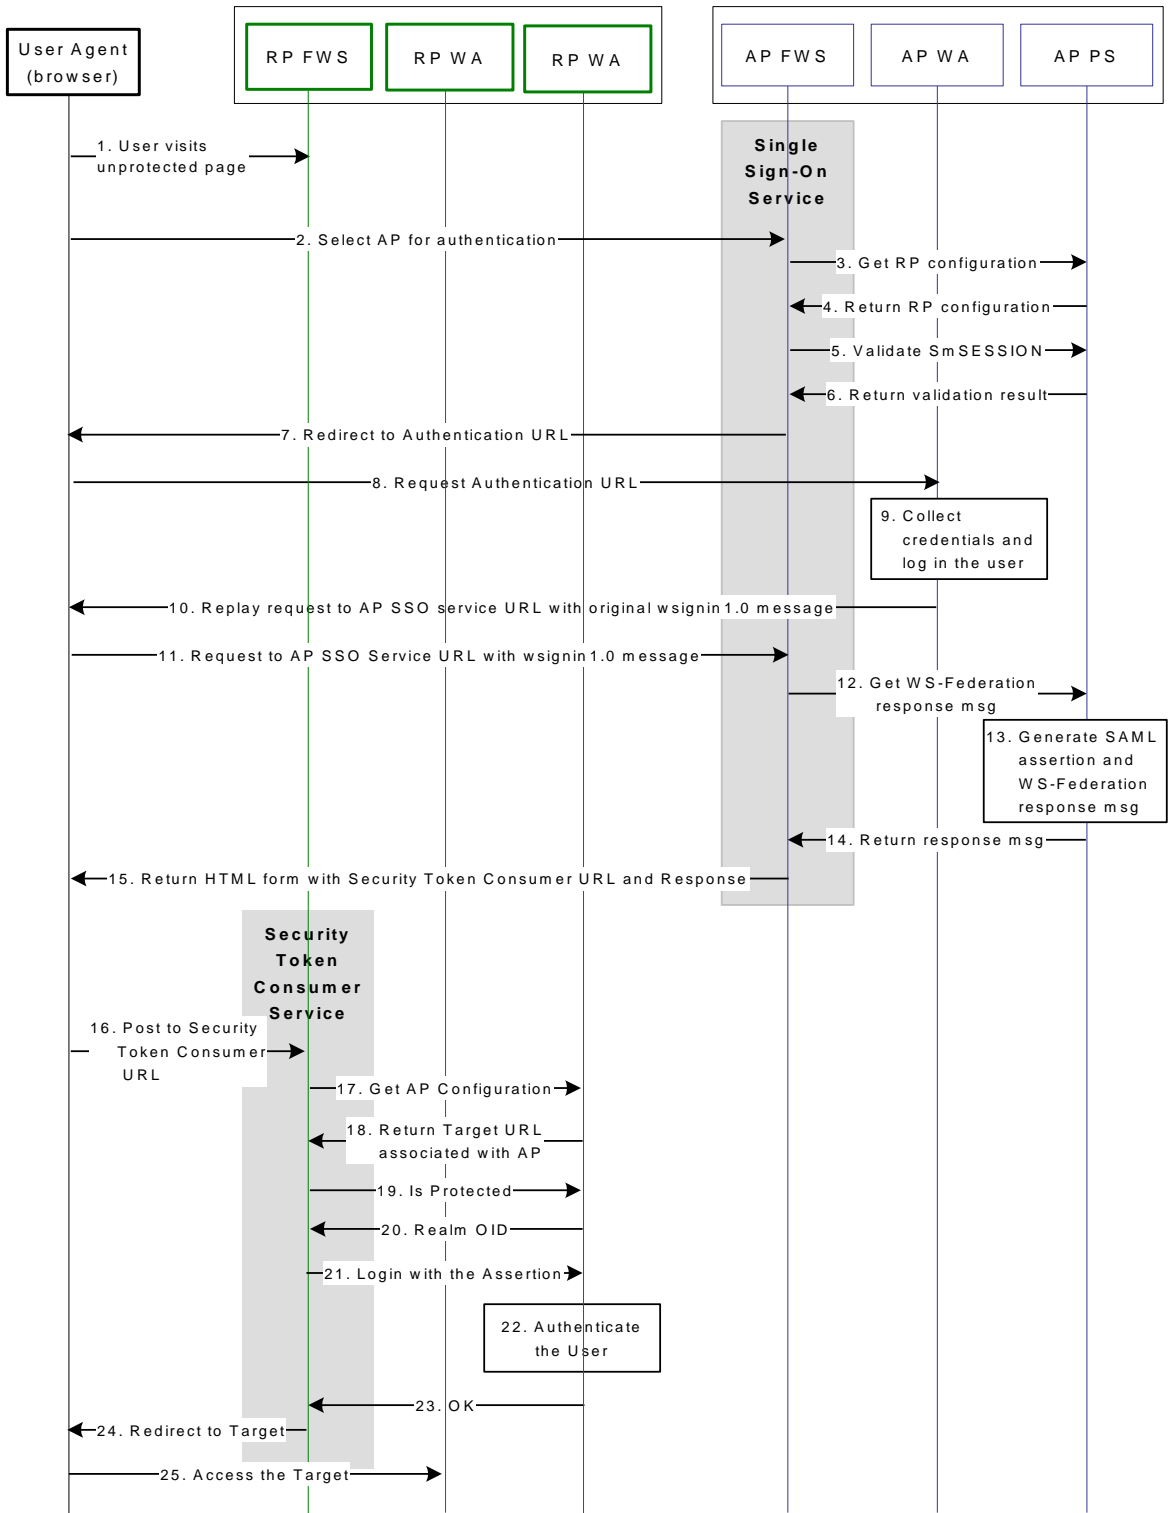 User Agent
(browser)
RP FWS
RP WA
RP WA
AP FWS
AP WA
AP PS
1. User visits
unprotected page
Single
Sign-On
Service
2. Select AP for authentication
3. Get RP configuration
4. Return RP configuration
5. Validate SmSESSION
6. Return validation result
7. Redirect to Authentication URL
8. Request Authentication URL
9. Collect
credentials and
log in the user
10. Replay request to AP SSO service URL with original wsignin1.0 message
11. Request to AP SSO Service URL with wsignin1.0 message
12. Get WS-Federation
response msg
13. Generate SAML
assertion and
WS-Federation
response msg
14. Return response msg
15. Return HTML form with Security Token Consumer URL and Response
Security
Token
Consumer
Service
16. Post to Security
Token Consumer
URL
17. Get AP Configuration
18. Return Target URL
associated with AP
19. Is Protected
20. Realm OID
21. Login with the Assertion
22. Authenticate
the User
23. OK
24. Redirect to Target
25. Access the Target